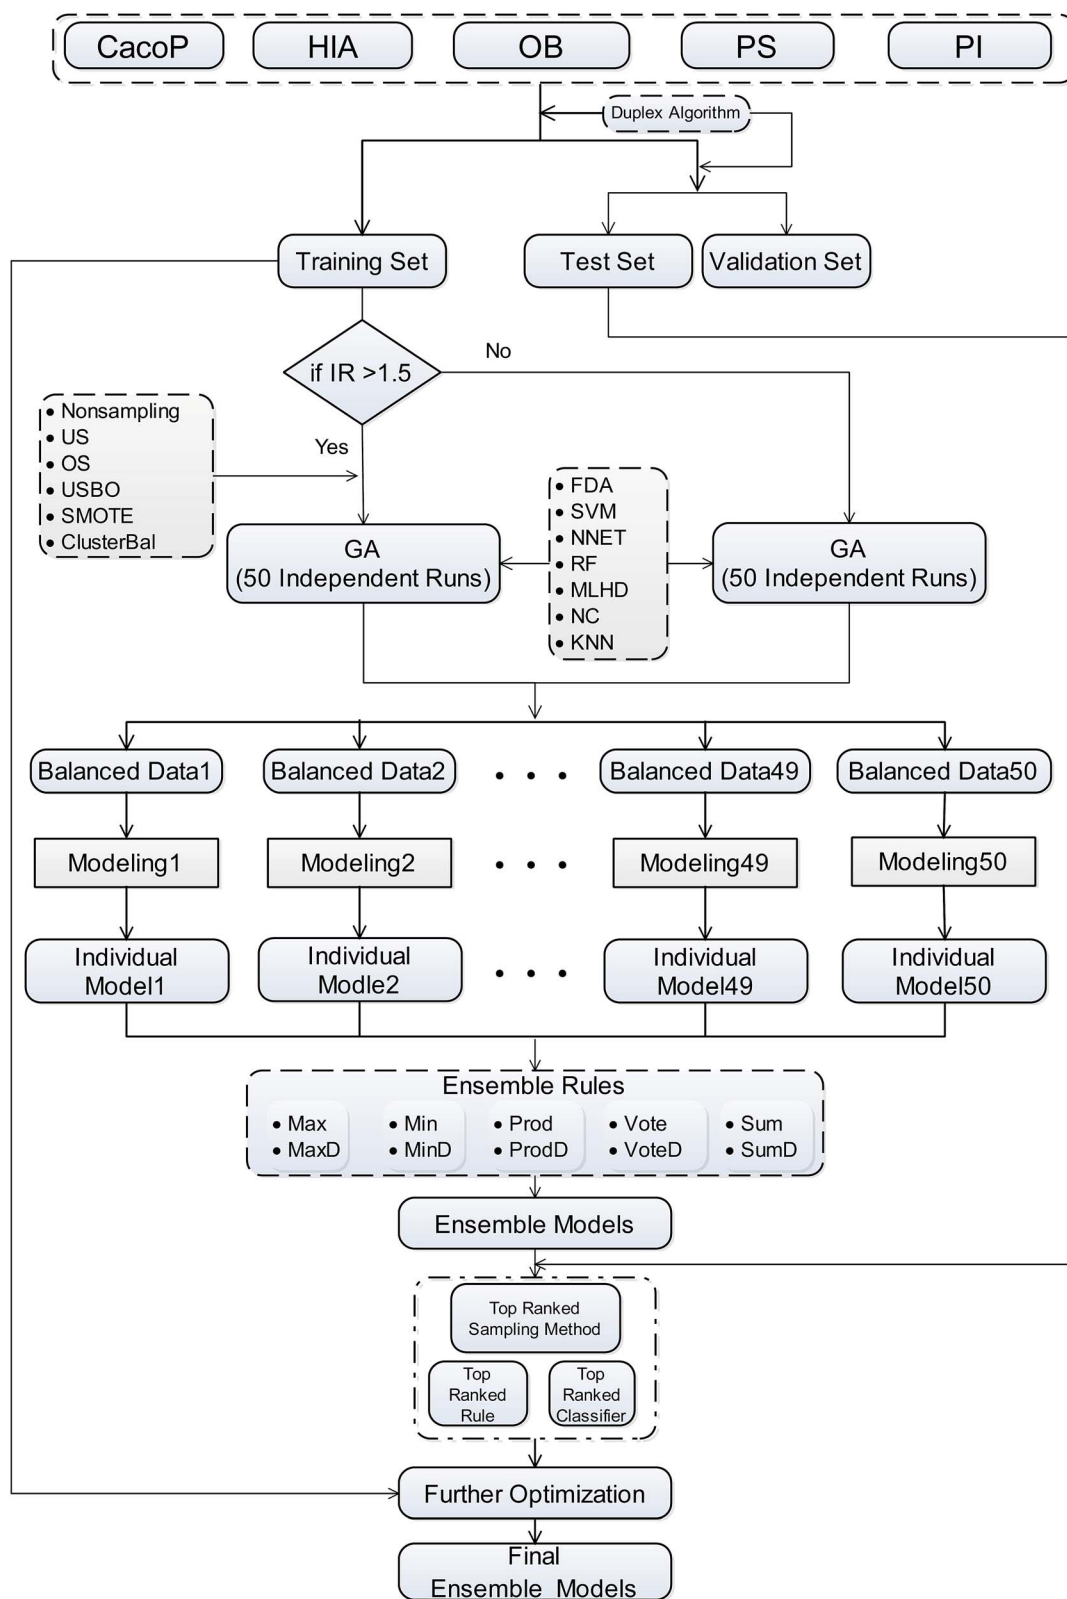 CacoP
HIA
OB
PS
PI
Duplex Algorithm
Training Set
Test Set
Validation Set
if IR >1.5
No
Yes
• Nonsampling
• US
• OS
• USBO
• SMOTE
• ClusterBal
• FDA
• SVM
• NNET
• RF
• MLHD
• NC
• KNN
GA
(50 Independent Runs)
GA
(50 Independent Runs)
Balanced Data1
Balanced Data2
• • •
Balanced Data49
Balanced Data50
Modeling1
Modeling2
• • •
Modeling49
Modeling50
Individual
Model1
Individual
Modle2
• • •
Individual
Model49
Individual
Model50
Ensemble Rules
• Max
• MaxD
• Min
• MinD
• Prod
• ProdD
• Vote
• VoteD
• Sum
• SumD
Ensemble Models
Top Ranked
Sampling Method
Top
Ranked
Rule
Top
Ranked
Classifier
Further Optimization
Final
Ensemble Models